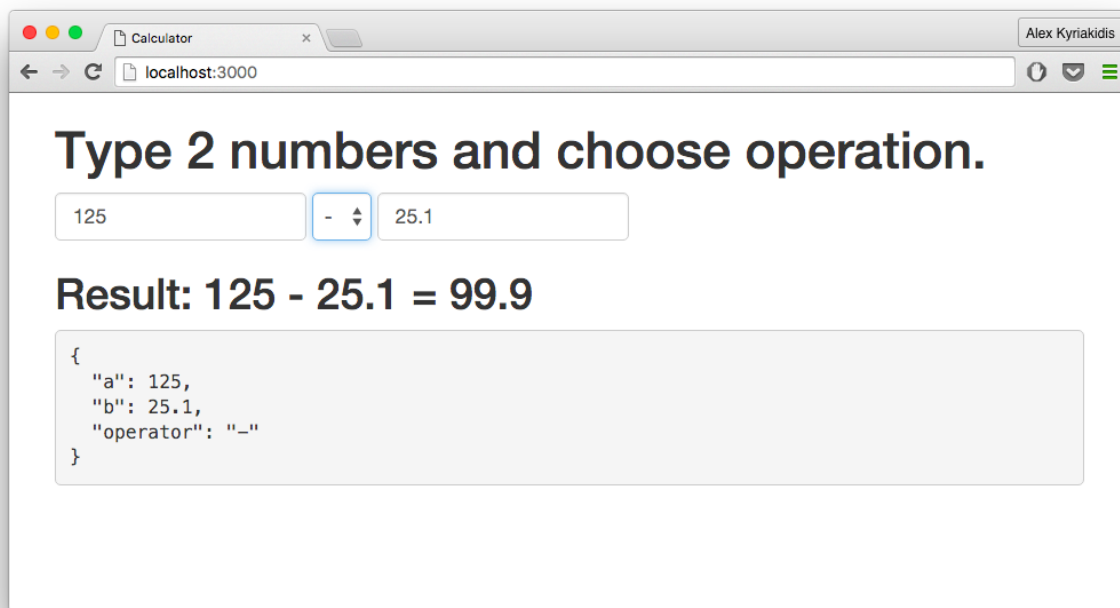 Calculator
Alex Kyriakidis
localhost:3000
Type 2 numbers and choose operation.
125 - 25.1
Result: 125 - 25.1 = 99.9
{
"a": 125,
"b": 25.1,
"operator": "-"
}